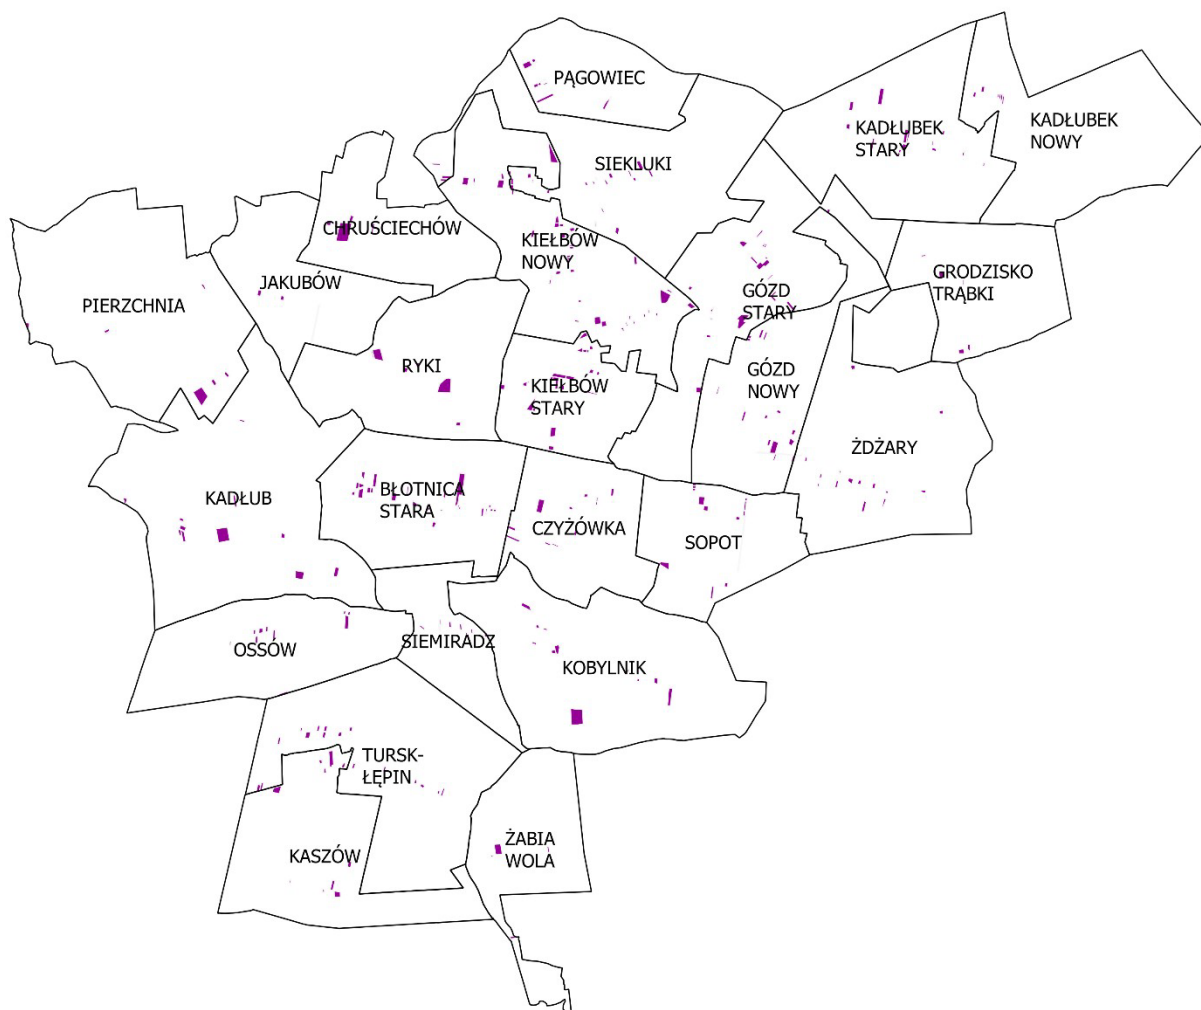 PĄGOWIEC
KADŁUBEK
NOWY
KADŁUBEK
STARY
SIEKLUKI
CHRUŚCIECHÓW
KIEŁBÓW
NOWY
GRODZISKO
TRĄBKI
JAKUBÓW
GÓZD
STARY
PIERZCHNIA
RYKI
GÓZD
NOWY
KIEŁBÓW
STARY
ŻDŻARY
BŁOTNICA
STARA
KADŁUB
CZYŻÓWKA
SOPOT
SIEMIRADZ
OSSÓW
KOBYLNIK
TURSK-
ŁĘPIN
ŻABIA
WOLA
KASZÓW